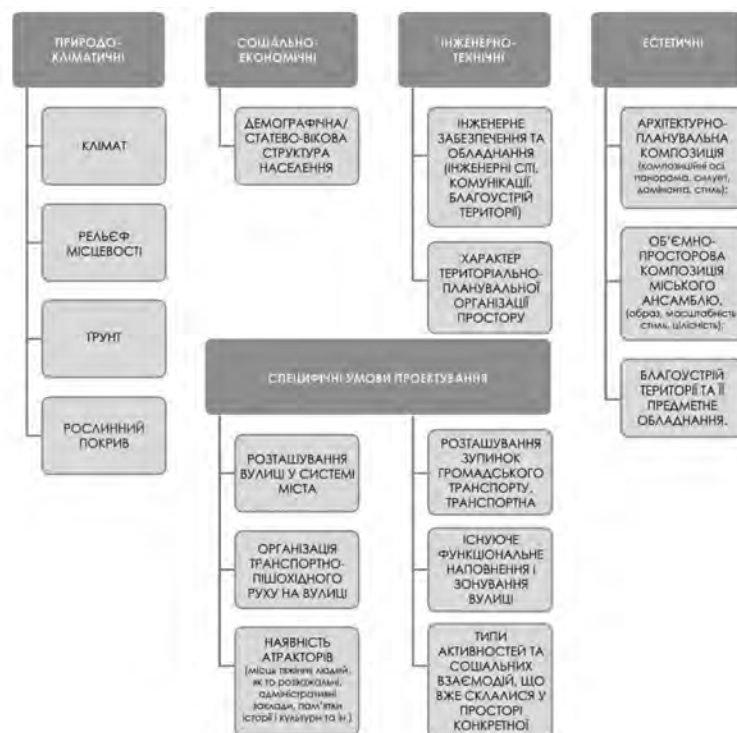 ПРИРОДО-
КЛІМАТИЧНІ
КЛІМАТ
РЕЛЬЄФ
МІСЦЕВОСТІ
ҐРУНТ
РОСЛИННИЙ
ПОКРИВ
СОЦІАЛЬНО-
ЕКОНОМІЧНІ
ДЕМОГРАФІЧНА/
СТАТЕВО-ВІКОВА
СТРУКТУРА
НАСЕЛЕННЯ
ІНЖЕНЕРНО-
ТЕХНІЧНІ
ІНЖЕНЕРНЕ
ЗАБЕЗПЕЧЕННЯ ТА
ОБЛАДНАННЯ
(ІНЖЕНЕРНІ СІТІ,
КОМУНІКАЦІЇ,
БЛАГОУСТРІЙ
ТЕРИТОРІЇ)
ХАРАКТЕР
ТЕРИТОРІАЛЬНО-
ПЛАНУВАЛЬНОЇ
ОРГАНІЗАЦІЇ
ПРОСТОРУ
ЕСТЕТИЧНІ
АРХІТЕКТУРНО-
ПЛАНУВАЛЬНА
КОМПОЗИЦІЯ
(композиційні осі,
панорама, силует,
домінанта, стиль);
ОБ'ЄМНО-
ПРОСТОРОВА
КОМПОЗИЦІЯ
МІСЬКОГО
АНСАМБЛЮ.
(образ, масштабність,
стиль, цілісність);
БЛАГОУСТРІЙ
ТЕРИТОРІЇ ТА ЇЇ
ПРЕДМЕТНЕ
ОБЛАДНАННЯ.
СПЕЦИФІЧНІ УМОВИ ПРОЕКТУВАННЯ
РОЗТАШУВАННЯ
ВУЛИЦІ У СИСТЕМІ
МІСТА
ОРГАНІЗАЦІЯ
ТРАНСПОРТНО-
ПІШОХІДНОГО
РУХУ НА ВУЛИЦІ
НАЯВНІСТЬ
АТРАКТОРІВ
(місць тяжіння людей,
як то розважальні,
адміністративні
заклади, пам'ятки
історії і культури та ін.)
РОЗТАШУВАННЯ
ЗУПИНОК
ГРОМАДСЬКОГО
ТРАНСПОРТУ,
ТРАНСПОРТНА
ІСНУЮЧЕ
ФУНКЦІОНАЛЬНЕ
НАПОВНЕННЯ І
ЗОНУВАННЯ
ВУЛИЦІ
ТИПИ
АКТИВНОСТЕЙ ТА
СОЦІАЛЬНИХ
ВЗАЄМОДІЙ, ЩО
ВЖЕ СКЛАЛИСЯ У
ПРОСТОРІ
КОНКРЕТНОЇ